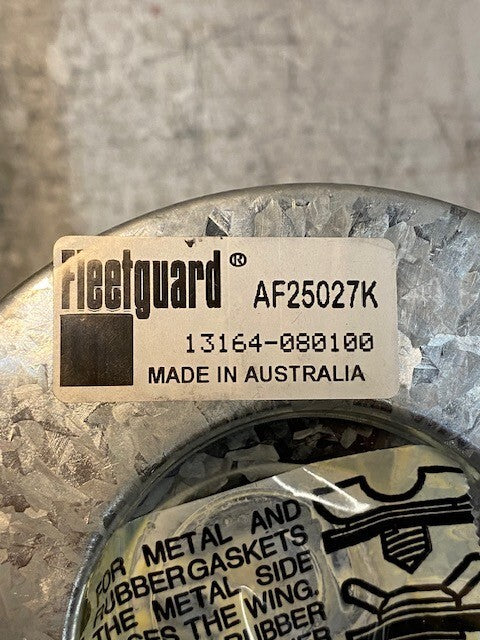 Fleetguard®
AF25027K
13164-080100
MADE IN AUSTRALIA
FOR METAL AND
RUBBER GASKETS
THE METAL SIDE
THE WING.
RUBBER